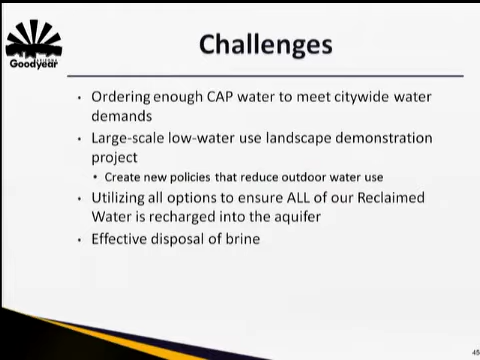 ARIZONA
Goodyear
Challenges
• Ordering enough CAP water to meet citywide water
demands
• Large-scale low-water use landscape demonstration
project
• Create new policies that reduce outdoor water use
• Utilizing all options to ensure ALL of our Reclaimed
Water is recharged into the aquifer
• Effective disposal of brine
45